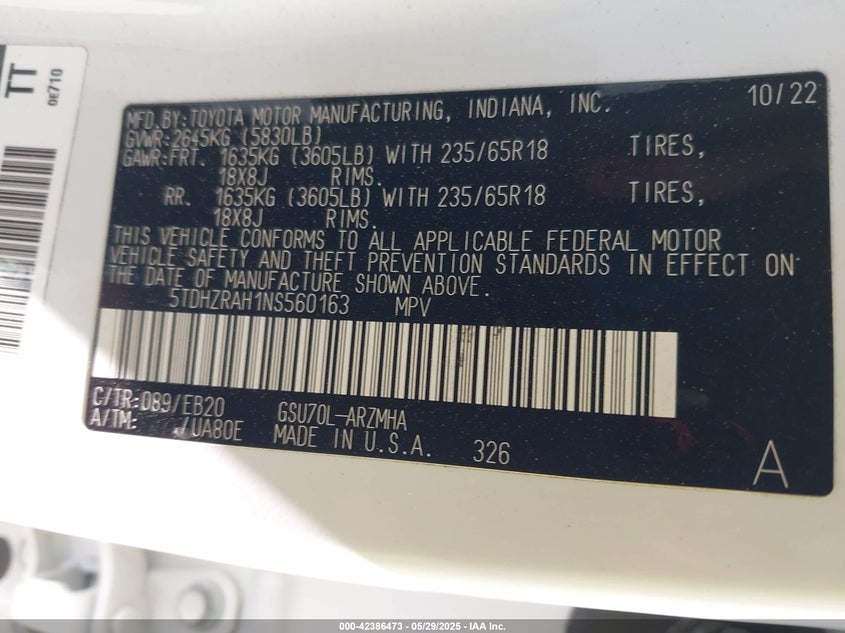 TT
0E710
MFD.BY:TOYOTA MOTOR MANUFACTURING, INDIANA, INC. 10/22
GVWR:2645KG (5830LB)
GAWR:FRT. 1635KG (3605LB) WITH 235/65R18 TIRES,
18X8J RIMS.
RR. 1635KG (3605LB) WITH 235/65R18 TIRES,
18X8J RIMS.
THIS VEHICLE CONFORMS TO ALL APPLICABLE FEDERAL MOTOR
VEHICLE SAFETY AND THEFT PREVENTION STANDARDS IN EFFECT ON
THE DATE OF MANUFACTURE SHOWN ABOVE.
5TDHZRAH1NS560163 MPV
C/TR:089/EB20 GSU70L-ARZMHA
A/TM: /UA80E MADE IN U.S.A. 326
A
000-42386473 - 05/29/2025 - IAA Inc.